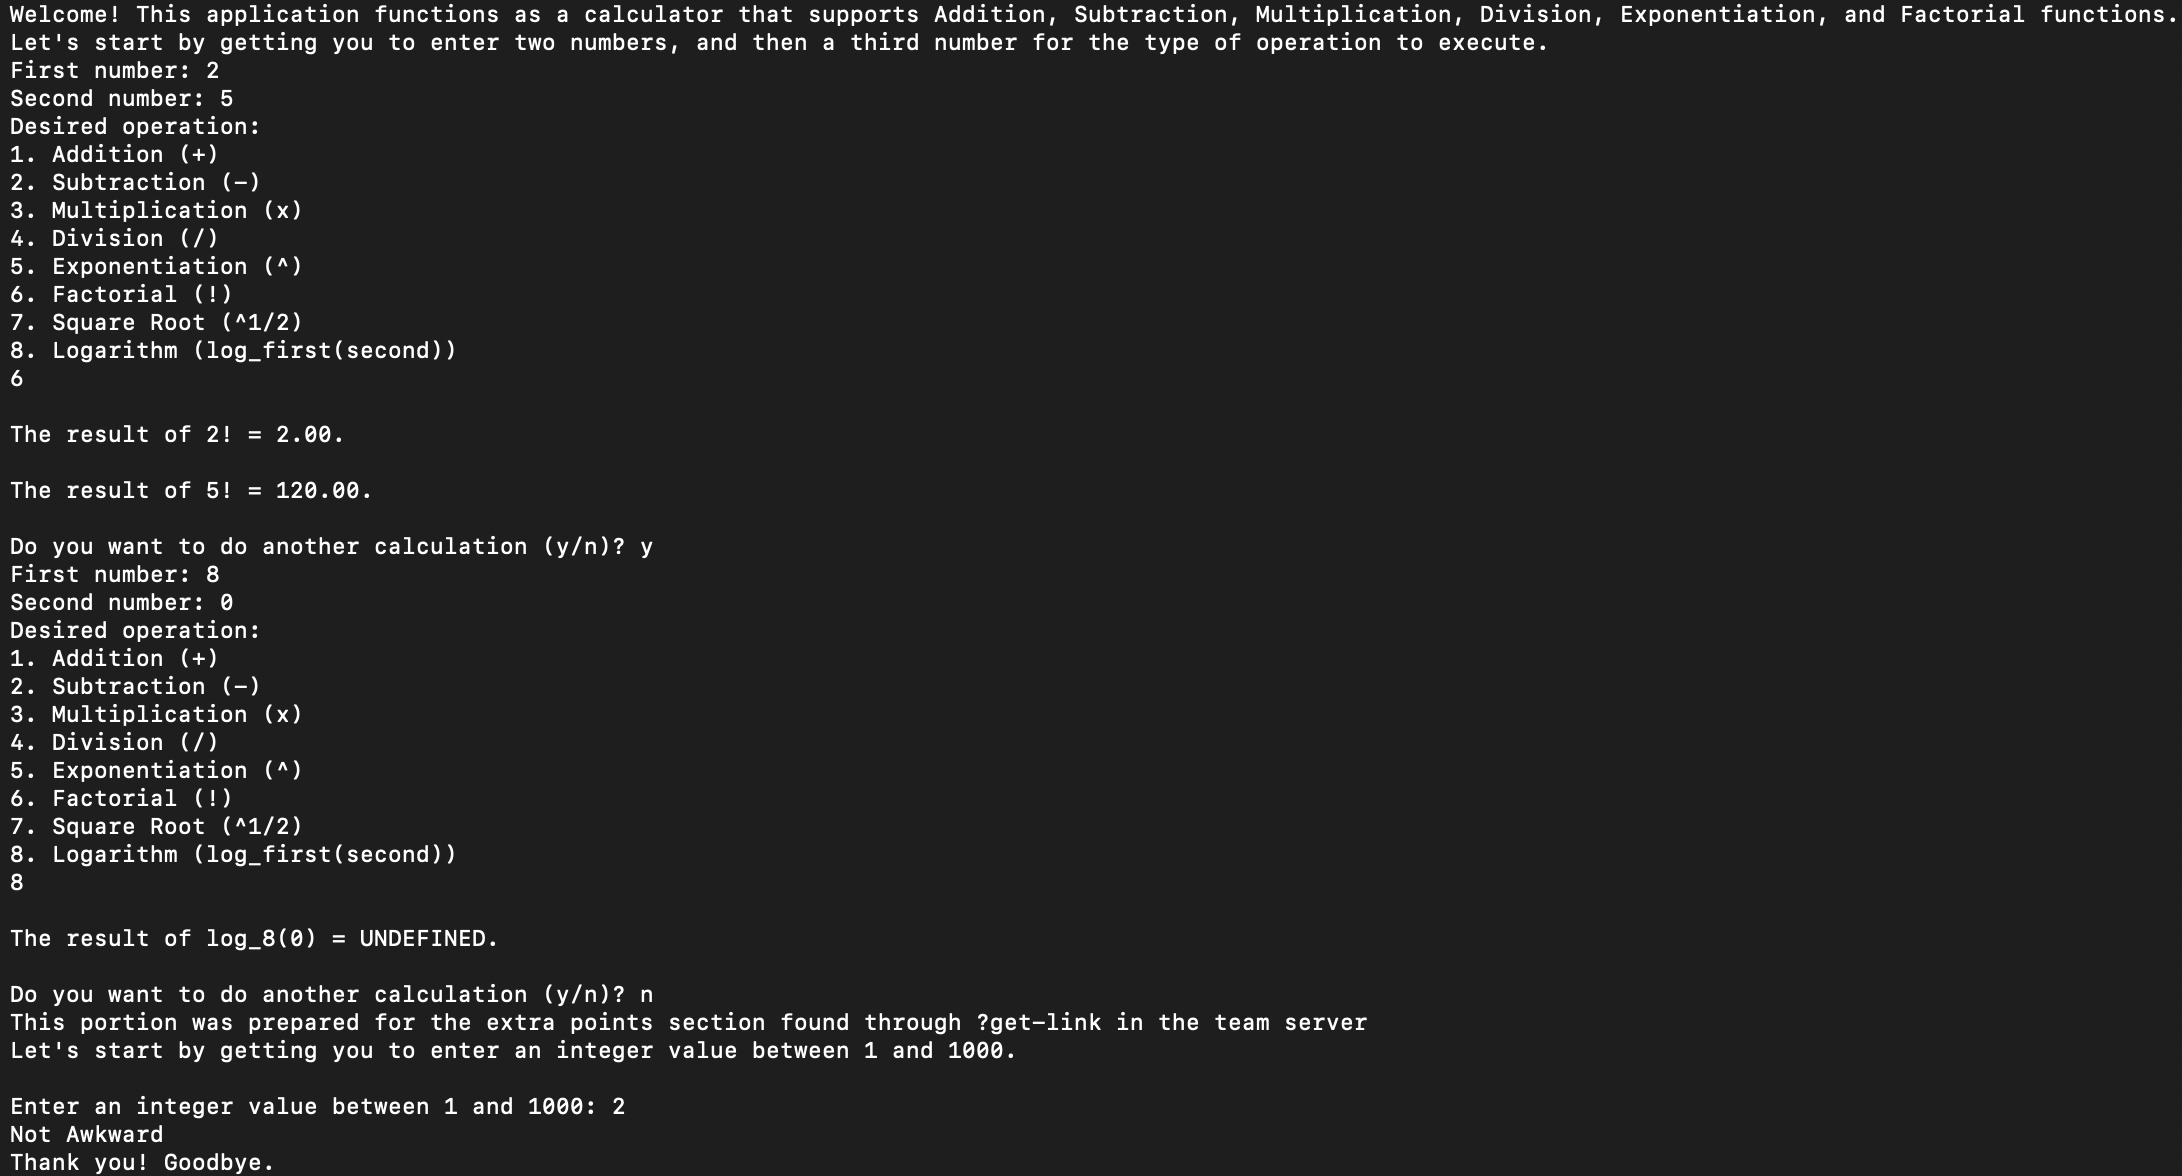 Welcome! This application functions as a calculator that supports Addition, Subtraction, Multiplication, Division, Exponentiation, and Factorial functions.
Let's start by getting you to enter two numbers, and then a third number for the type of operation to execute.
First number: 2
Second number: 5
Desired operation:
1. Addition (+)
2. Subtraction (–)
3. Multiplication (x)
4. Division (/)
5. Exponentiation (^)
6. Factorial (!)
7. Square Root (^1/2)
8. Logarithm (log_first(second))
6

The result of 2! = 2.00.

The result of 5! = 120.00.

Do you want to do another calculation (y/n)? y
First number: 8
Second number: 0
Desired operation:
1. Addition (+)
2. Subtraction (–)
3. Multiplication (x)
4. Division (/)
5. Exponentiation (^)
6. Factorial (!)
7. Square Root (^1/2)
8. Logarithm (log_first(second))
8

The result of log_8(0) = UNDEFINED.

Do you want to do another calculation (y/n)? n
This portion was prepared for the extra points section found through ?get–link in the team server
Let's start by getting you to enter an integer value between 1 and 1000.

Enter an integer value between 1 and 1000: 2
Not Awkward
Thank you! Goodbye.